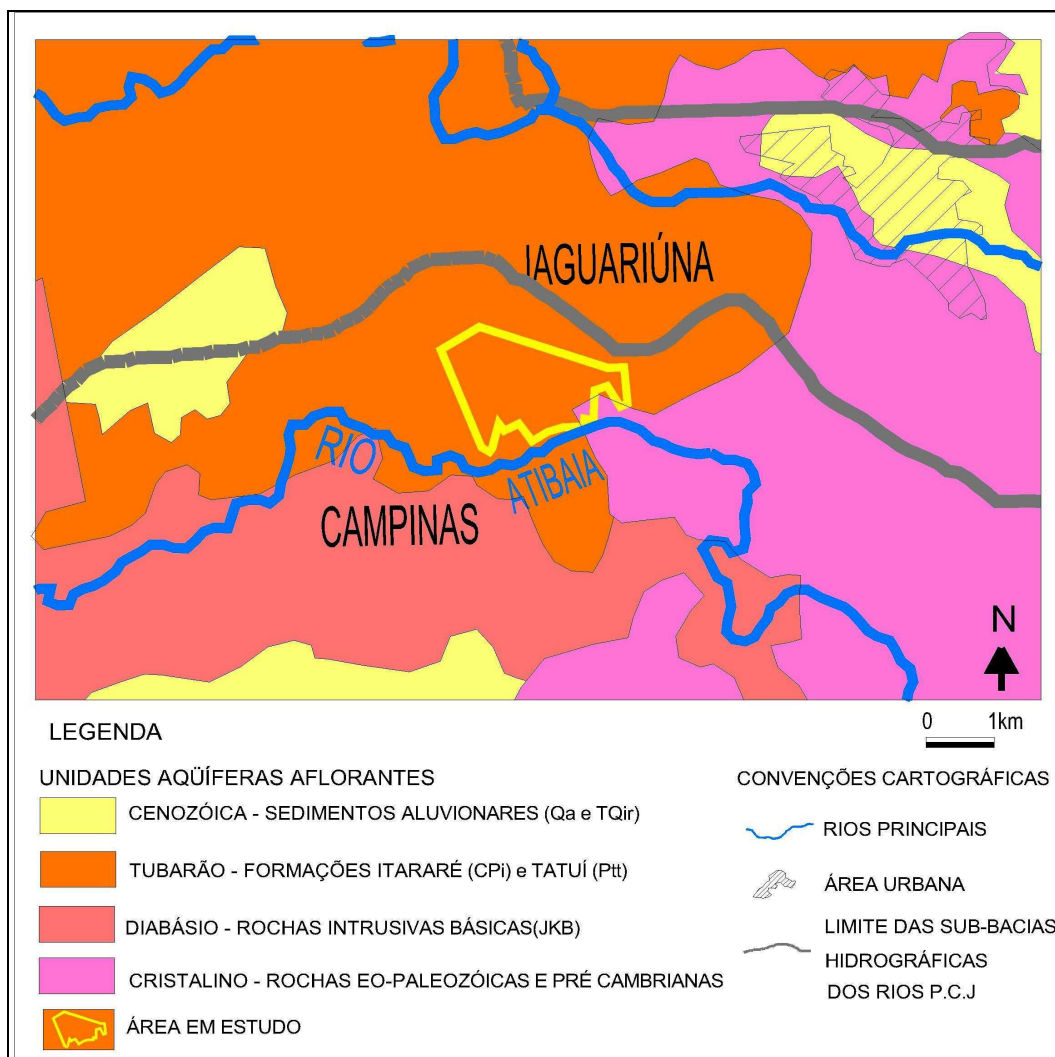 JAGUARIÚNA
RIO
ATIBAIA
CAMPINAS
N
0 1km
LEGENDA
UNIDADES AQÜÍFERAS AFLORANTES
CENOZÓICA - SEDIMENTOS ALUVIONARES (Qa e TQir)
TUBARÃO - FORMAÇÕES ITARARÉ (CPi) e TATUÍ (Ptt)
DIABÁSIO - ROCHAS INTRUSIVAS BÁSICAS(JKB)
CRISTALINO - ROCHAS EO-PALEOZÓICAS E PRÉ CAMBRIANAS
ÁREA EM ESTUDO
CONVENÇÕES CARTOGRÁFICAS
RIOS PRINCIPAIS
ÁREA URBANA
LIMITE DAS SUB-BACIAS
HIDROGRÁFICAS
DOS RIOS P.C.J